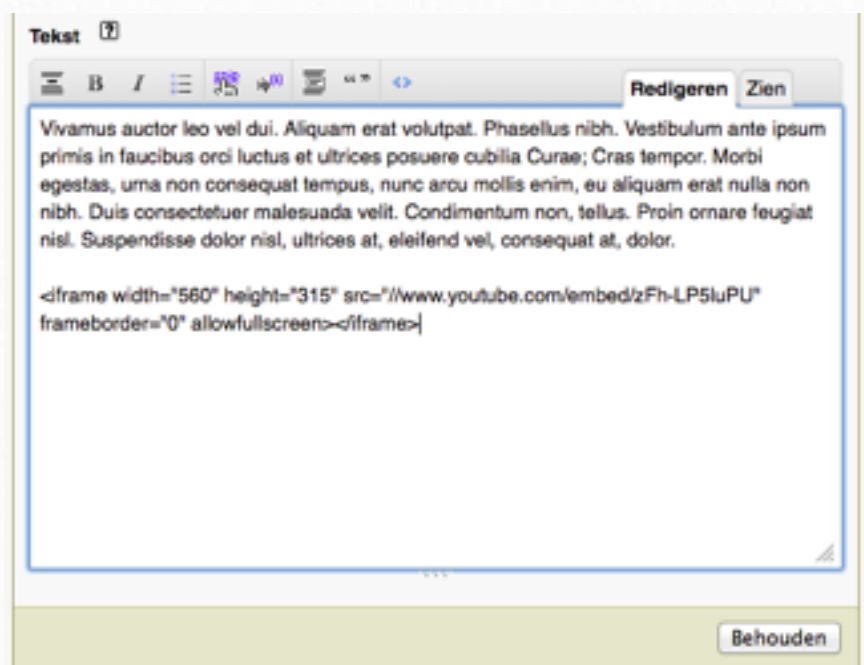 Tekst ?
B I “ ” <>
Redigeren Zien
Vivamus auctor leo vel dui. Aliquam erat volutpat. Phasellus nibh. Vestibulum ante ipsum
primis in faucibus orci luctus et ultrices posuere cubilia Curae; Cras tempor. Morbi
egestas, urna non consequat tempus, nunc arcu mollis enim, eu aliquam erat nulla non
nibh. Duis consectetuer malesuada velit. Condimentum non, tellus. Proin ornare feugiat
nisl. Suspendisse dolor nisl, ultrices at, eleifend vel, consequat at, dolor.
<iframe width="560" height="315" src="//www.youtube.com/embed/zFh-LP5IuPU"
frameborder="0" allowfullscreen></iframe>
Behouden